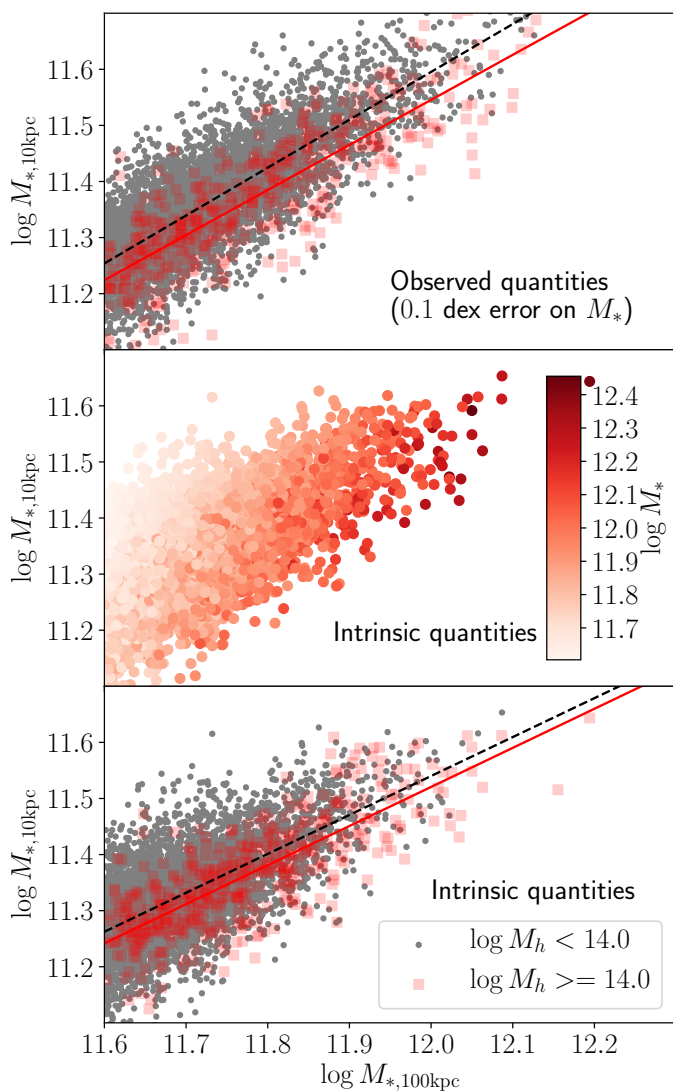 11.6
11.5
11.4
11.3
11.2
log M∗,10kpc
Observed quantities
(0.1 dex error on M∗)
11.6
11.5
11.4
11.3
11.2
log M∗,10kpc
12.4
12.3
12.2
12.1
12.0
11.9
11.8
11.7
log M∗
Intrinsic quantities
11.6
11.5
11.4
11.3
11.2
log M∗,10kpc
Intrinsic quantities
log Mh < 14.0
log Mh >= 14.0
11.6 11.7 11.8 11.9 12.0 12.1 12.2
log M∗,100kpc